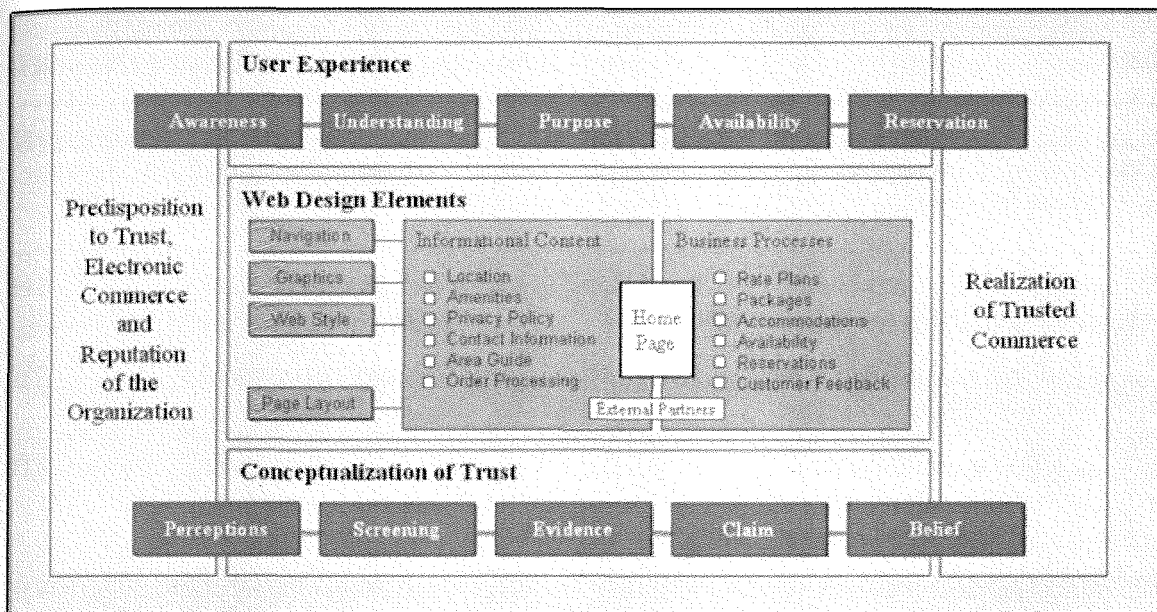 User Experience
Awareness
Understanding
Purpose
Availability
Reservation
Predisposition
to Trust,
Electronic
Commerce
and
Reputation
of the
Organization
Web Design Elements
Navigation
Graphics
Web Style
Page Layout
Informational Content
Location
Amenities
Privacy Policy
Contact Information
Area Guide
Order Processing
Home
Page
External Partners
Business Processes
Rate Plans
Packages
Accommodations
Availability
Reservations
Customer Feedback
Realization
of Trusted
Commerce
Conceptualization of Trust
Perceptions
Screening
Evidence
Claim
Belief